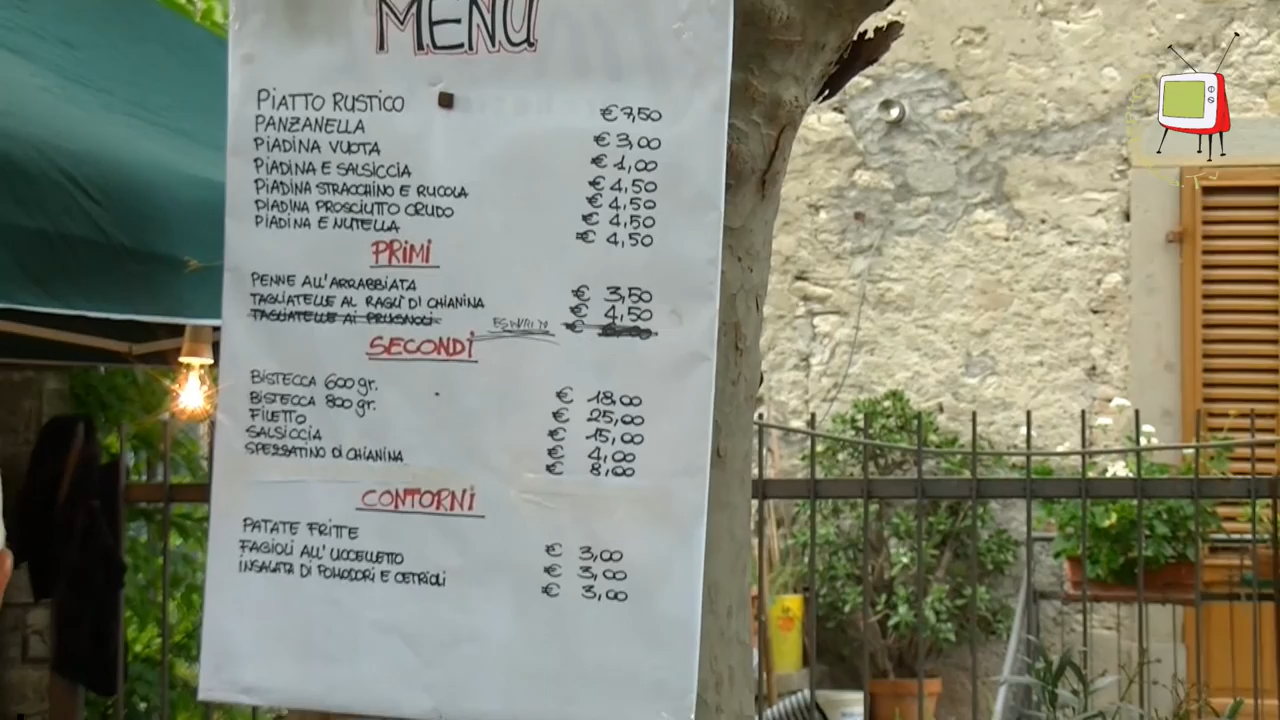 MENÙ
PIATTO RUSTICO € 7,50
PANZANELLA € 3,00
PIADINA VUOTA € 1,00
PIADINA E SALSICCIA € 4,50
PIADINA STRACCHINO E RUCOLA € 4,50
PIADINA PROSCIUTTO CRUDO € 4,50
PIADINA E NUTELLA € 4,50
PRIMI
PENNE ALL'ARRABBIATA € 3,50
TAGLIATELLE AL RAGÙ DI CHIANINA € 4,50
TAGLIATELLE AI PRUGNOLI €
SECONDI
BISTECCA 600 gr. € 18,00
BISTECCA 800 gr. € 25,00
FILETTO € 15,00
SALSICCIA € 4,00
SPEZZATINO DI CHIANINA € 8,00
CONTORNI
PATATE FRITTE € 3,00
FAGIOLI ALL'UCCELLETTO € 3,00
INSALATA DI POMODORI E CETRIOLI € 3,00